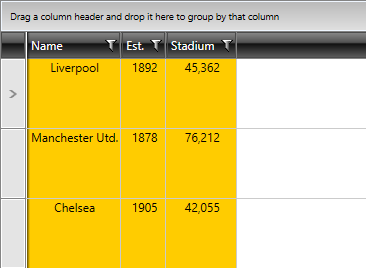 Drag a column header and drop it here to group by that column
Name Est. Stadium
Liverpool 1892 45,362
Manchester Utd. 1878 76,212
Chelsea 1905 42,055